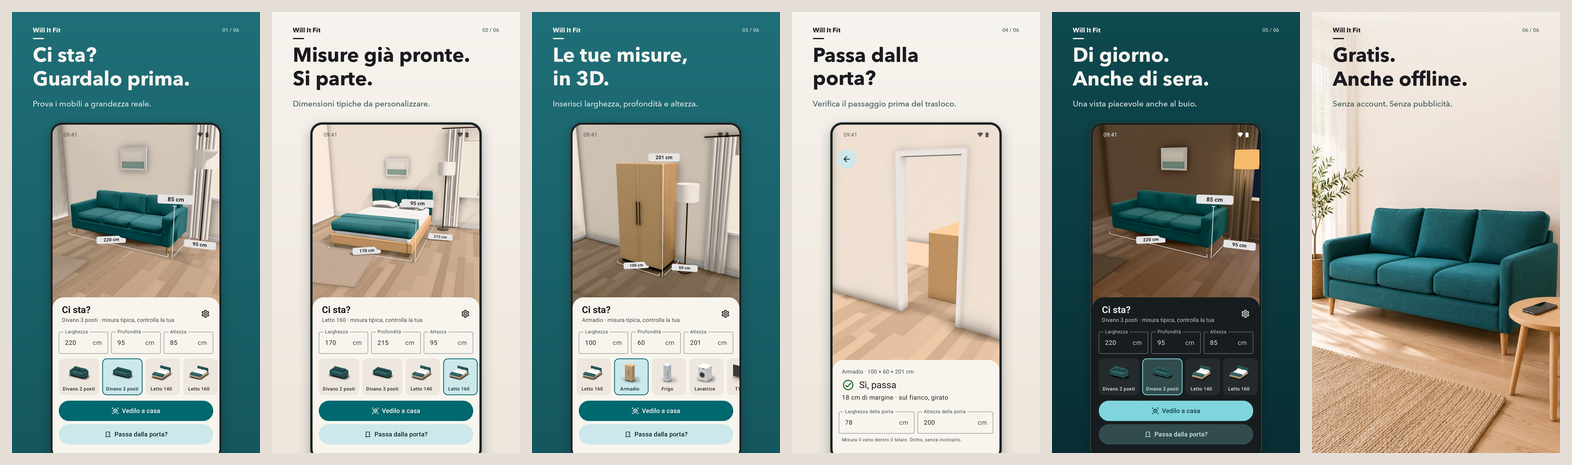 Will It Fit
01 / 06
Ci sta?
Guardalo prima.
Prova i mobili a grandezza reale.
09:41
85 cm
220 cm
95 cm
Ci sta?
Divano 3 posti · misura tipica, controlla la tua
Larghezza
Profondità
Altezza
220 cm
95 cm
85 cm
Divano 2 posti
Divano 3 posti
Letto 140
Letto 160
Vedilo a casa
Passa dalla porta?
Will It Fit
02 / 06
Misure già pronte.
Si parte.
Dimensioni tipiche da personalizzare.
09:41
95 cm
215 cm
170 cm
Ci sta?
Letto 160 · misura tipica, controlla la tua
Larghezza
Profondità
Altezza
170 cm
215 cm
95 cm
Divano 2 posti
Divano 3 posti
Letto 140
Letto 160
Vedilo a casa
Passa dalla porta?
Will It Fit
03 / 06
Le tue misure,
in 3D.
Inserisci larghezza, profondità e altezza.
09:41
201 cm
100 cm
60 cm
Ci sta?
Armadio · misura tipica, controlla la tua
Larghezza
Profondità
Altezza
100 cm
60 cm
201 cm
Letto 160
Armadio
Frigo
Lavatrice
Vedilo a casa
Passa dalla porta?
Will It Fit
04 / 06
Passa dalla
porta?
Verifica il passaggio prima del trasloco.
09:41
Armadio · 100 × 60 × 201 cm
Sì, passa
18 cm di margine · sul fianco, girato
Larghezza della porta
Altezza della porta
78 cm
200 cm
Misura il vano dentro il telaio. Dritto, senza inclinarlo.
Will It Fit
05 / 06
Di giorno.
Anche di sera.
Una vista piacevole anche al buio.
09:41
85 cm
220 cm
95 cm
Ci sta?
Divano 3 posti · misura tipica, controlla la tua
Larghezza
Profondità
Altezza
220 cm
95 cm
85 cm
Divano 2 posti
Divano 3 posti
Letto 140
Letto 160
Vedilo a casa
Passa dalla porta?
Will It Fit
06 / 06
Gratis.
Anche offline.
Senza account. Senza pubblicità.